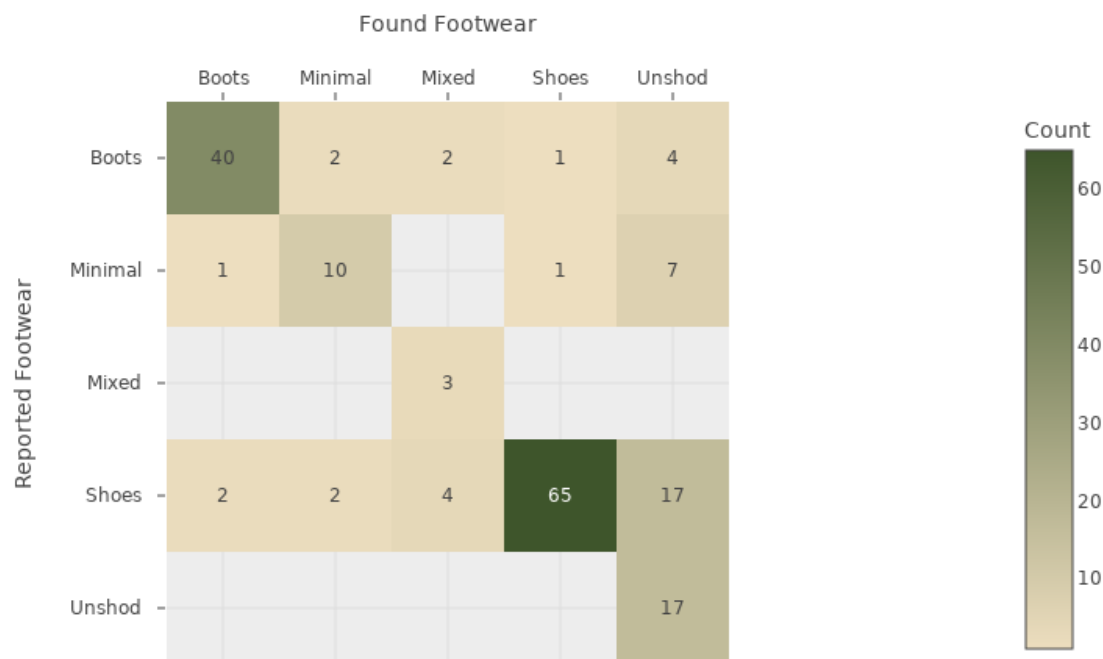 Found Footwear
Boots Minimal Mixed Shoes Unshod
Count
Reported Footwear
Boots 40 2 2 1 4
Minimal 1 10 1 7
Mixed 3
Shoes 2 2 4 65 17
Unshod 17
60
50
40
30
20
10